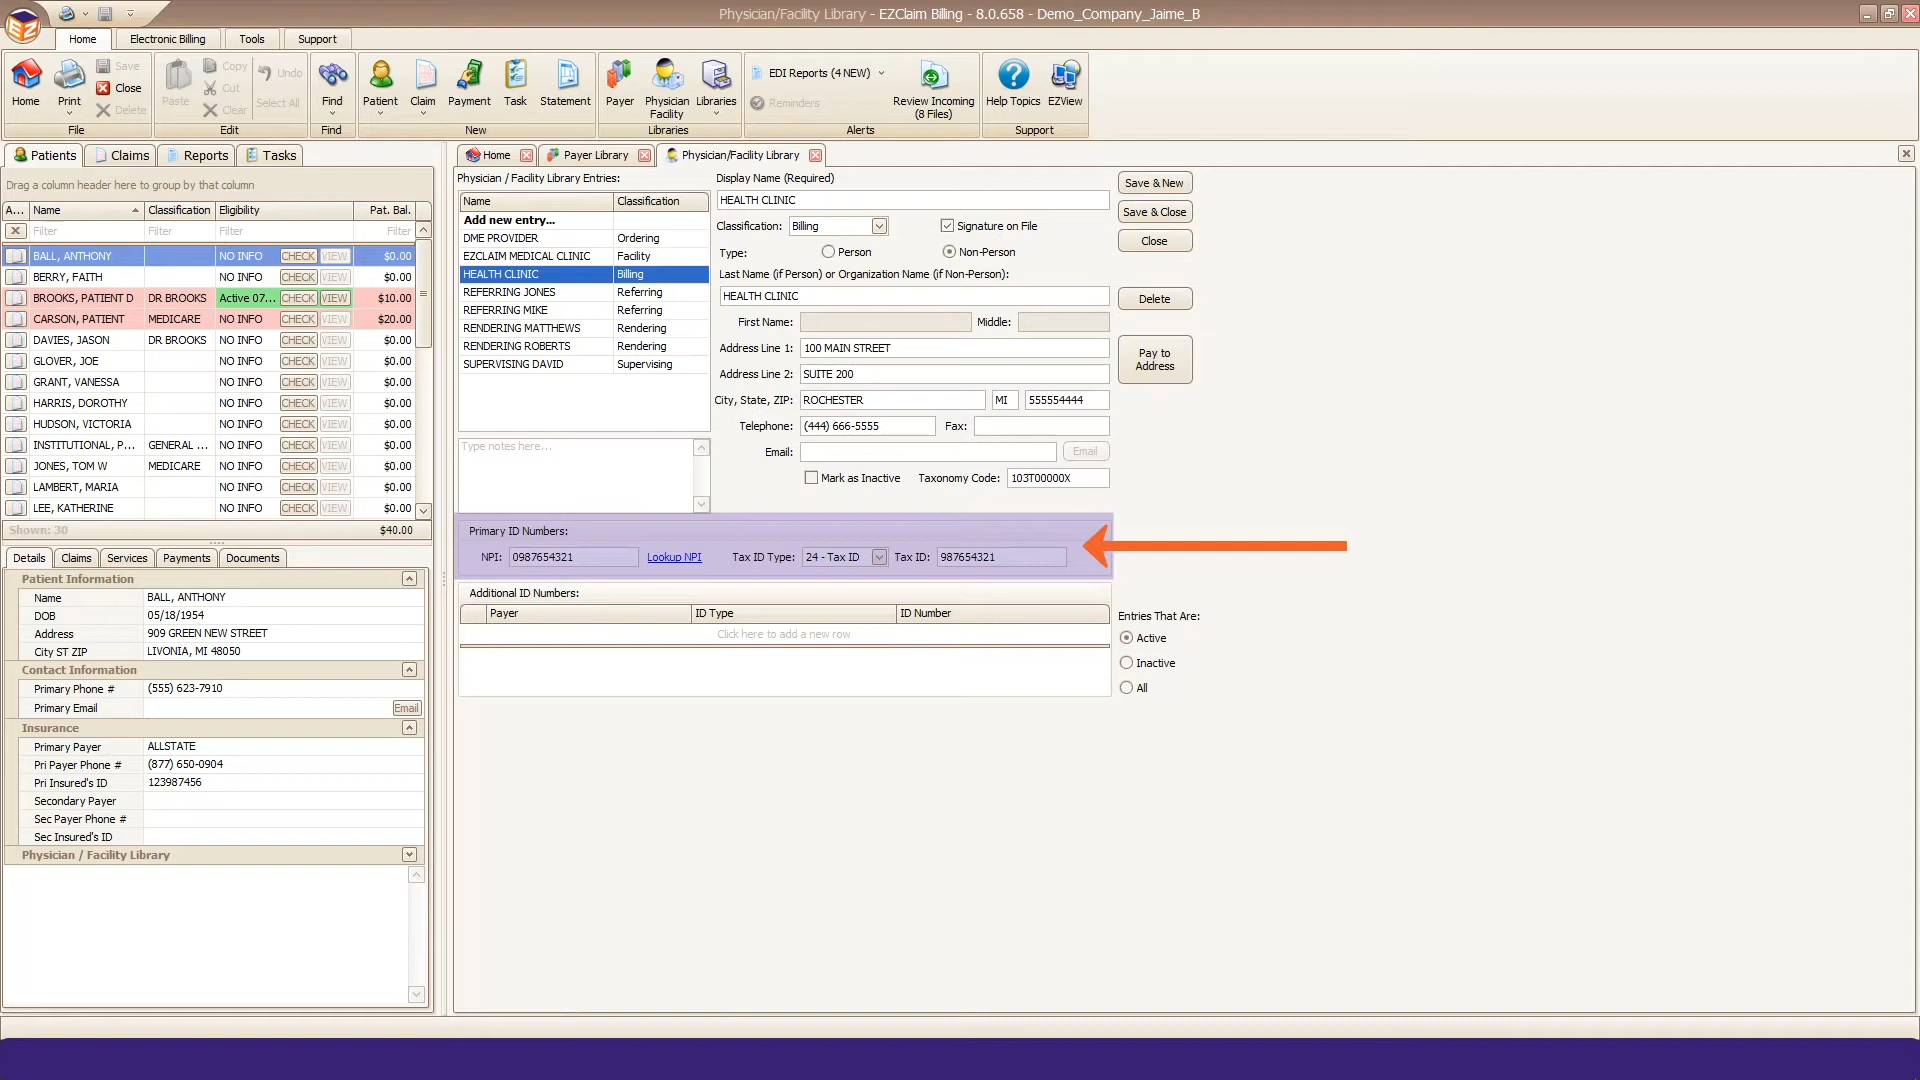 Physician/Facility Library - EZClaim Billing - 8.0.658 - Demo_Company_Jaime_B
Home Electronic Billing Tools Support
Home Print Save Close Delete
File
Paste Copy Cut Clear Undo Select All
Edit
Find
Find
Patient Claim Payment Task Statement
New
Payer Physician Facility Libraries
Libraries
EDI Reports (4 NEW)
Reminders
Review Incoming (8 Files)
Alerts
Help Topics EZView
Support
Patients Claims Reports Tasks
Drag a column header here to group by that column
A... Name Classification Eligibility Pat. Bal.
Filter Filter Filter Filter
BALL, ANTHONY NO INFO CHECK VIEW $0.00
BERRY, FAITH NO INFO CHECK VIEW $0.00
BROOKS, PATIENT D DR BROOKS Active 07... CHECK VIEW $10.00
CARSON, PATIENT MEDICARE NO INFO CHECK VIEW $20.00
DAVIES, JASON DR BROOKS NO INFO CHECK VIEW $0.00
GLOVER, JOE NO INFO CHECK VIEW $0.00
GRANT, VANESSA NO INFO CHECK VIEW $0.00
HARRIS, DOROTHY NO INFO CHECK VIEW $0.00
HUDSON, VICTORIA NO INFO CHECK VIEW $0.00
INSTITUTIONAL, P... GENERAL ... NO INFO CHECK VIEW $0.00
JONES, TOM W MEDICARE NO INFO CHECK VIEW $0.00
LAMBERT, MARIA NO INFO CHECK VIEW $0.00
LEE, KATHERINE NO INFO CHECK VIEW $0.00
Shown: 30 $40.00
Details Claims Services Payments Documents
Patient Information
Name BALL, ANTHONY
DOB 05/18/1954
Address 909 GREEN NEW STREET
City ST ZIP LIVONIA, MI 48050
Contact Information
Primary Phone # (555) 623-7910
Primary Email Email
Insurance
Primary Payer ALLSTATE
Pri Payer Phone # (877) 650-0904
Pri Insured's ID 123987456
Secondary Payer
Sec Payer Phone #
Sec Insured's ID
Physician / Facility Library
Home Payer Library Physician/Facility Library
Physician / Facility Library Entries:
Name Classification
Add new entry...
DME PROVIDER Ordering
EZCLAIM MEDICAL CLINIC Facility
HEALTH CLINIC Billing
REFERRING JONES Referring
REFERRING MIKE Referring
RENDERING MATTHEWS Rendering
RENDERING ROBERTS Rendering
SUPERVISING DAVID Supervising
Type notes here...
Display Name (Required)
HEALTH CLINIC
Classification: Billing Signature on File
Type: Person Non-Person
Last Name (if Person) or Organization Name (if Non-Person):
HEALTH CLINIC
First Name: Middle:
Address Line 1: 100 MAIN STREET
Address Line 2: SUITE 200
City, State, ZIP: ROCHESTER MI 555554444
Telephone: (444) 666-5555 Fax:
Email: Email
Mark as Inactive Taxonomy Code: 103T00000X
Primary ID Numbers:
NPI: 0987654321 Lookup NPI Tax ID Type: 24 - Tax ID Tax ID: 987654321
Additional ID Numbers:
Payer ID Type ID Number
Click here to add a new row
Save & New
Save & Close
Close
Delete
Pay to Address
Entries That Are:
Active
Inactive
All